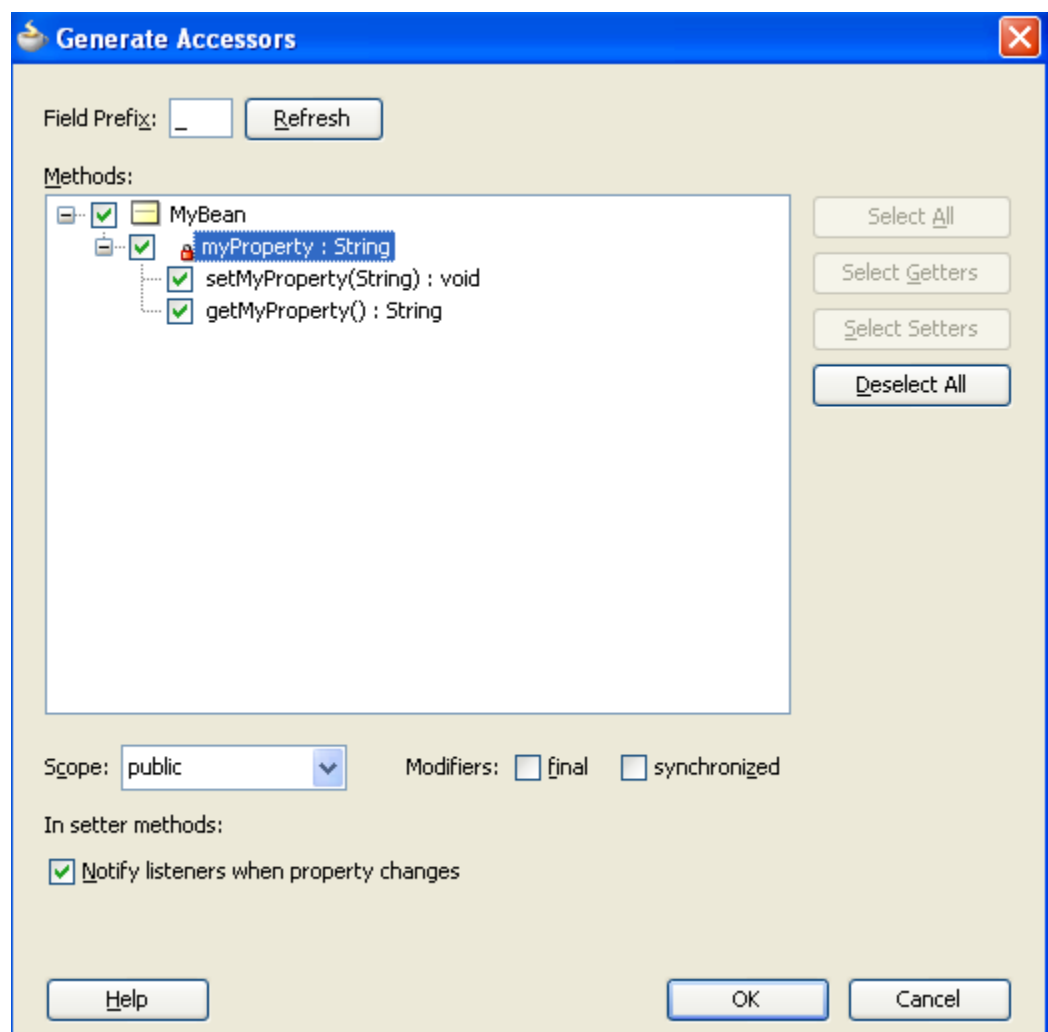 Generate Accessors
Field Prefix: _ Refresh
Methods:
MyBean
myProperty : String
setMyProperty(String) : void
getMyProperty() : String
Select All
Select Getters
Select Setters
Deselect All
Scope: public Modifiers: final synchronized
In setter methods:
Notify listeners when property changes
Help OK Cancel